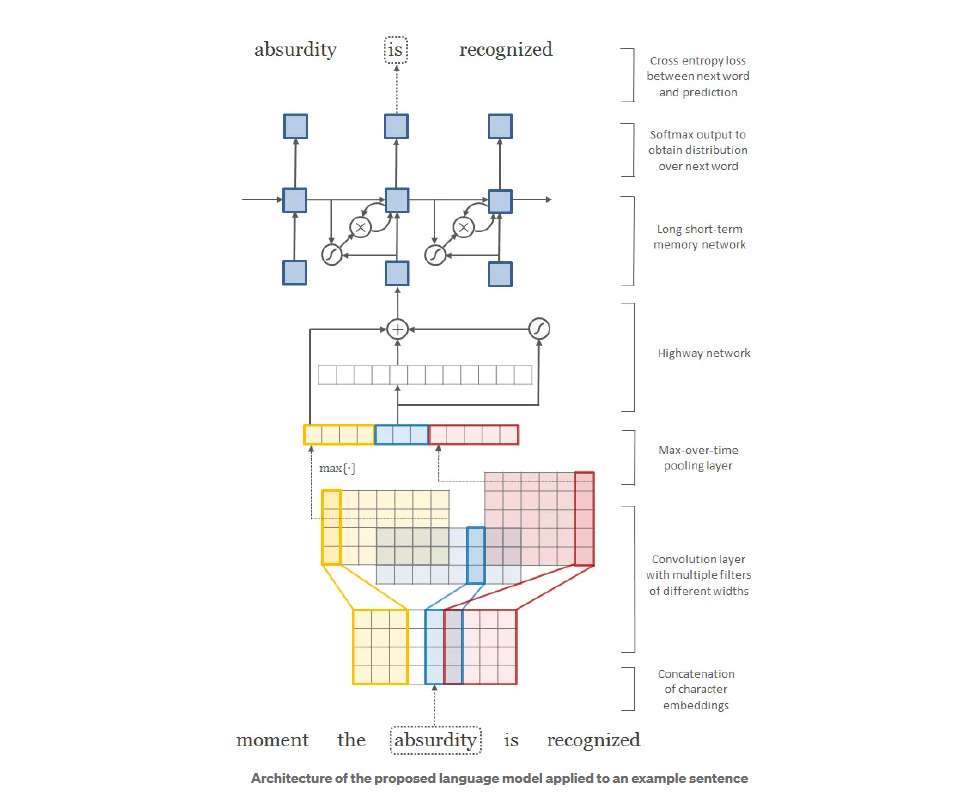 absurdity is recognized
Cross entropy loss
between next word
and prediction
Softmax output to
obtain distribution
over next word
Long short-term
memory network
Highway network
Max-over-time
pooling layer
max{·}
Convolution layer
with multiple filters
of different widths
Concatenation
of character
embeddings
moment the absurdity is recognized
Architecture of the proposed language model applied to an example sentence